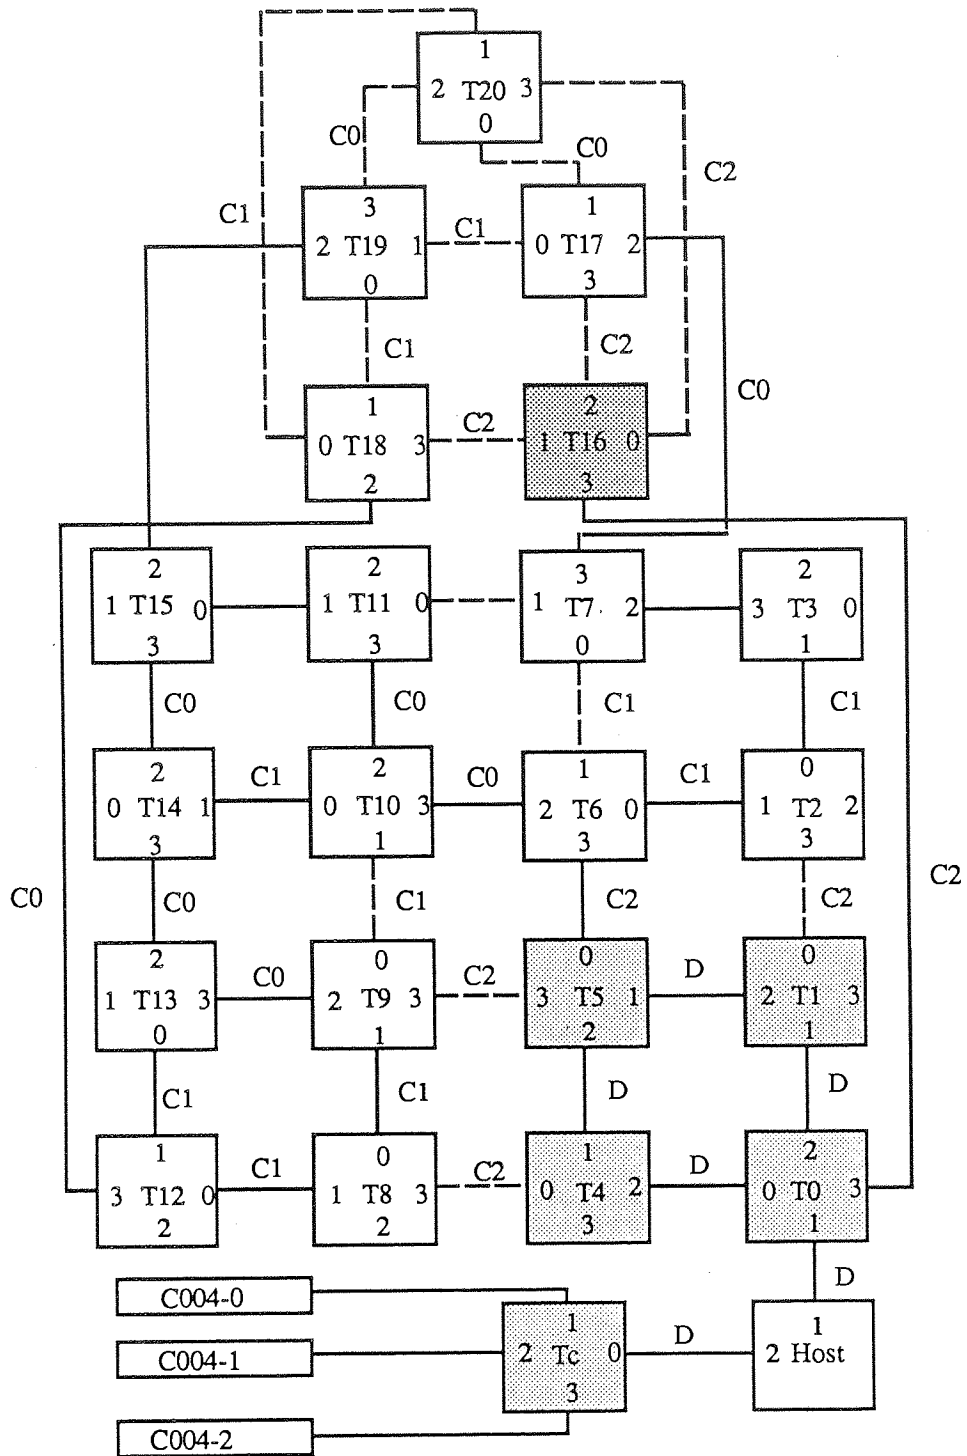 1
2 T20 3
0
C0
C0
C2
C1
3
2 T19 1
0
C1
1
0 T17 2
3
C1
C2
C0
1
0 T18 3
2
C2
2
1 T16 0
3
2
1 T15 0
3
2
1 T11 0
3
3
1 T7 2
0
2
3 T3 0
1
C0
C0
C1
C1
2
0 T14 1
3
C1
2
0 T10 3
1
C0
1
2 T6 0
3
C1
0
1 T2 2
3
C0
C0
C1
C2
C2
C2
2
1 T13 3
0
C0
0
2 T9 3
1
C2
0
3 T5 1
2
D
0
2 T1 3
1
C1
C1
D
D
1
3 T12 0
2
C1
0
1 T8 3
2
C2
1
0 T4 2
3
D
2
0 T0 3
1
D
C004-0
C004-1
C004-2
1
2 Tc 0
3
D
1
2 Host